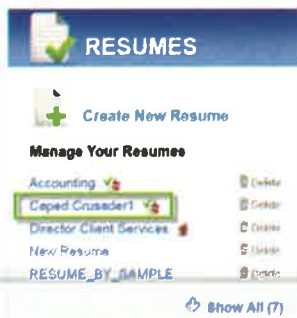 RESUMES
Create New Resume
Manage Your Resumes
Accounting Delete
Caped Crusader1 Delete
Director Client Services Delete
New Resume Delete
RESUME_BY_SAMPLE Delete
Show All (7)